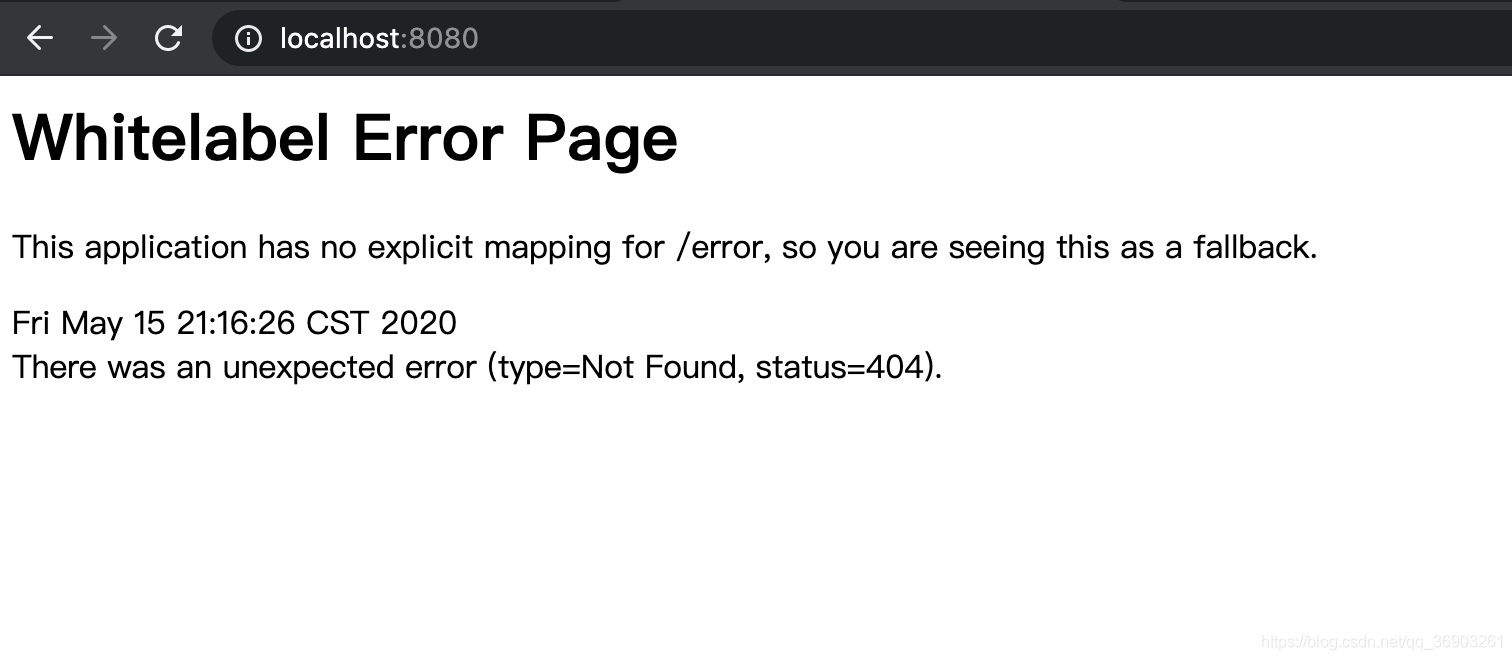 localhost:8080
Whitelabel Error Page
This application has no explicit mapping for /error, so you are seeing this as a fallback.
Fri May 15 21:16:26 CST 2020
There was an unexpected error (type=Not Found, status=404).
https://blog.csdn.net/qq_36903261